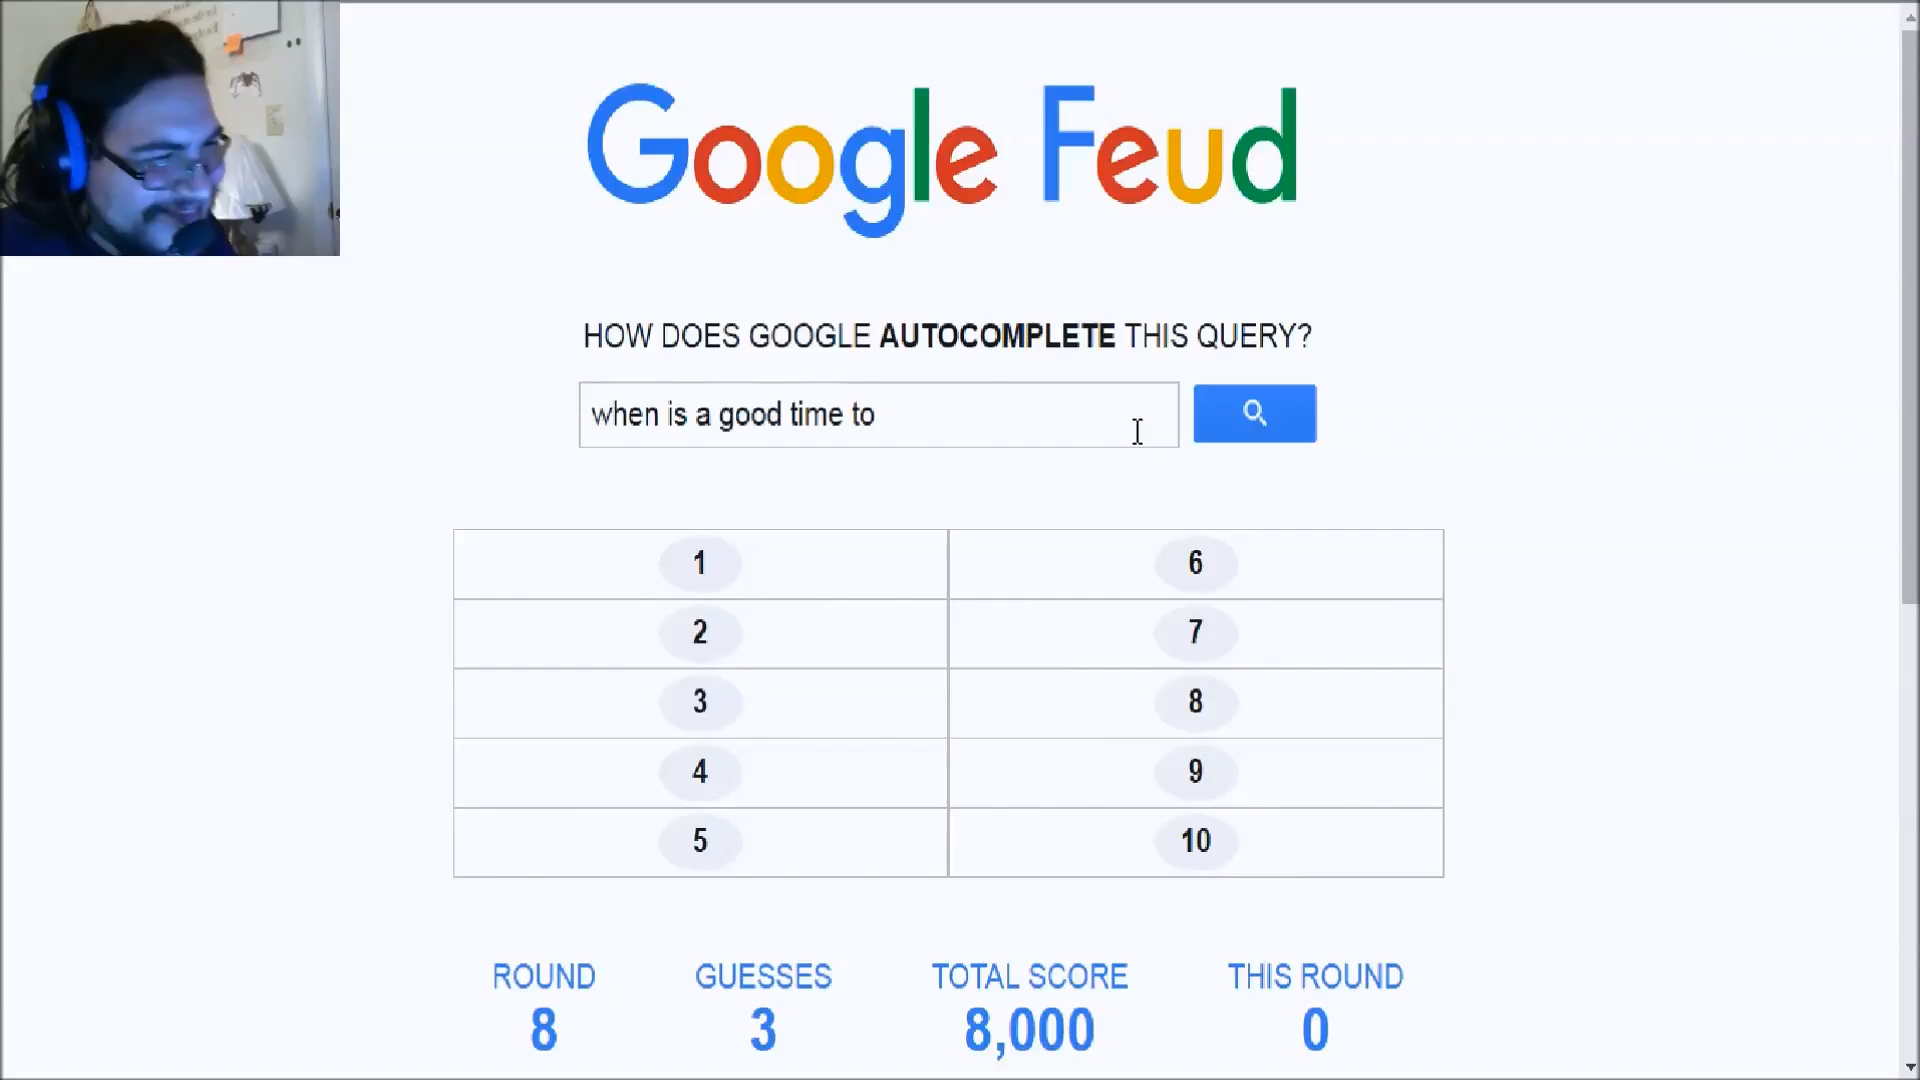 Google Feud
HOW DOES GOOGLE AUTOCOMPLETE THIS QUERY?
when is a good time to
1
2
3
4
5
6
7
8
9
10
ROUND GUESSES TOTAL SCORE THIS ROUND
8 3 8,000 0